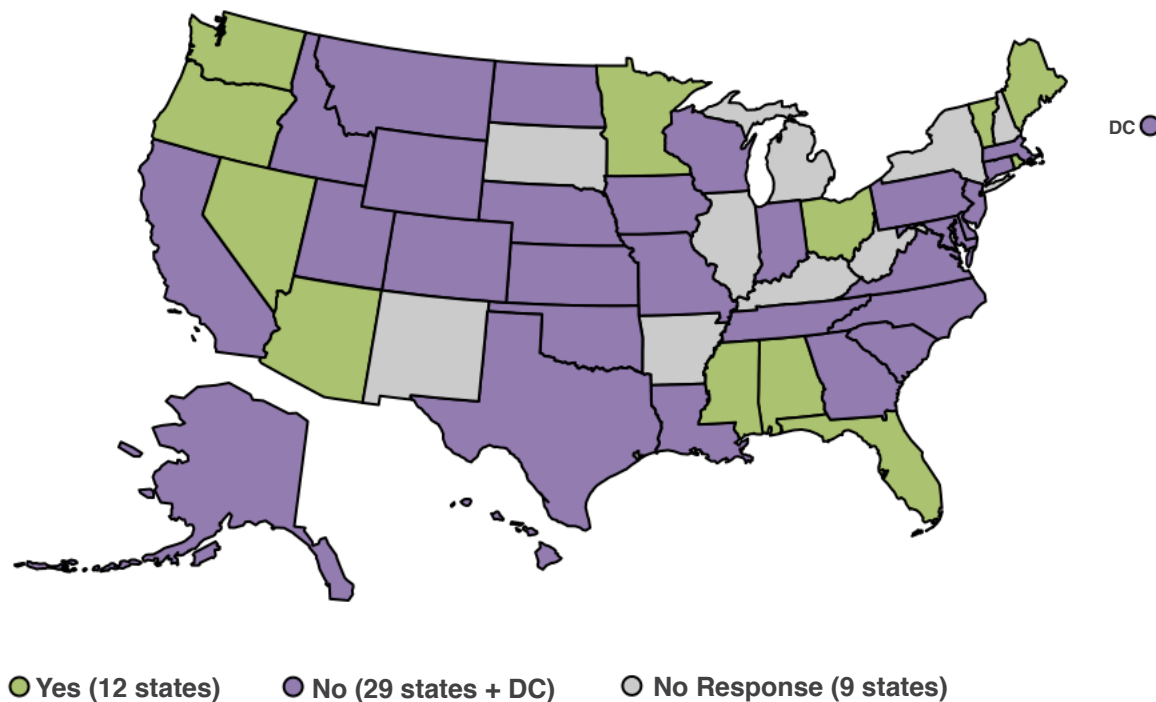 DC
Yes (12 states)
No (29 states + DC)
No Response (9 states)